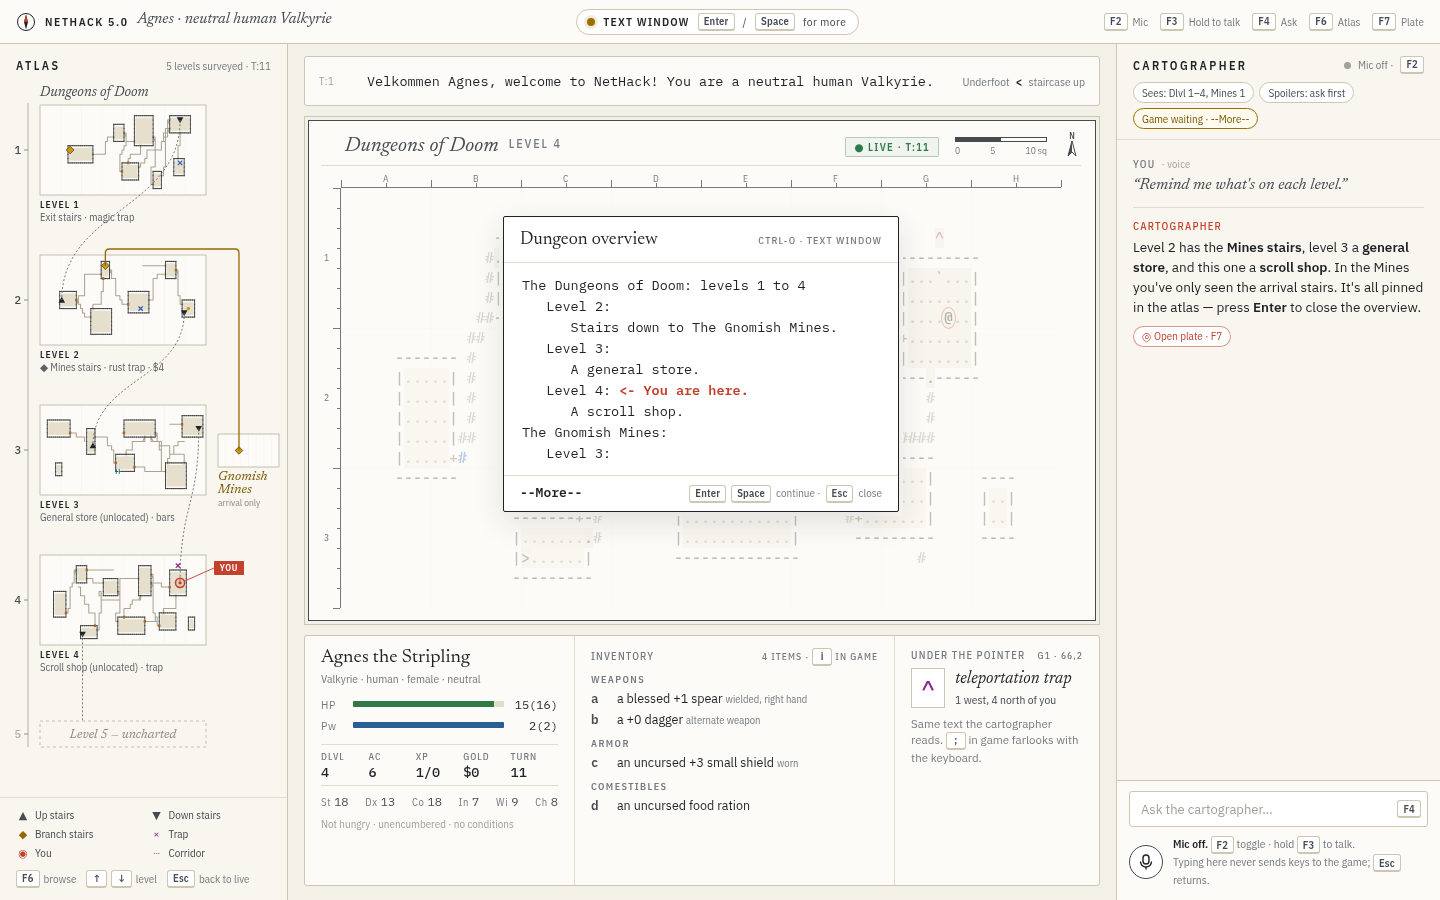 NETHACK 5.0 Agnes · neutral human Valkyrie
TEXT WINDOW Enter / Space for more
F2 Mic F3 Hold to talk F4 Ask F6 Atlas F7 Plate
ATLAS 5 levels surveyed · T:11
Dungeons of Doom
1
LEVEL 1
Exit stairs · magic trap
2
LEVEL 2
Mines stairs · rust trap · $4
3
LEVEL 3
General store (unlocated) · bars
Gnomish
Mines
arrival only
4
YOU
LEVEL 4
Scroll shop (unlocated) · trap
5 Level 5 – uncharted
Up stairs Down stairs
Branch stairs Trap
You Corridor
F6 browse ↑ ↓ level Esc back to live
T:1 Velkommen Agnes, welcome to NetHack! You are a neutral human Valkyrie. Underfoot < staircase up
Dungeons of Doom LEVEL 4
LIVE · T:11
0 5 10 sq
N
A B C D E F G H
1
2
3
Dungeon overview CTRL-O · TEXT WINDOW
The Dungeons of Doom: levels 1 to 4
Level 2:
Stairs down to The Gnomish Mines.
Level 3:
A general store.
Level 4: <- You are here.
A scroll shop.
The Gnomish Mines:
Level 3:
--More-- Enter Space continue · Esc close
Agnes the Stripling
Valkyrie · human · female · neutral
HP 15(16)
Pw 2(2)
DLVL AC XP GOLD TURN
4 6 1/0 $0 11
St 18 Dx 13 Co 18 In 7 Wi 9 Ch 8
Not hungry · unencumbered · no conditions
INVENTORY 4 ITEMS · i IN GAME
WEAPONS
a a blessed +1 spear wielded, right hand
b a +0 dagger alternate weapon
ARMOR
c an uncursed +3 small shield worn
COMESTIBLES
d an uncursed food ration
UNDER THE POINTER G1 · 66,2
^ teleportation trap
1 west, 4 north of you
Same text the cartographer
reads. ; in game farlooks with
the keyboard.
CARTOGRAPHER Mic off · F2
Sees: Dlvl 1–4, Mines 1 Spoilers: ask first
Game waiting · --More--
YOU · voice
“Remind me what's on each level.”
CARTOGRAPHER
Level 2 has the Mines stairs, level 3 a general
store, and this one a scroll shop. In the Mines
you've only seen the arrival stairs. It's all pinned
in the atlas — press Enter to close the overview.
◎ Open plate · F7
Ask the cartographer… F4
Mic off. F2 toggle · hold F3 to talk.
Typing here never sends keys to the game; Esc
returns.